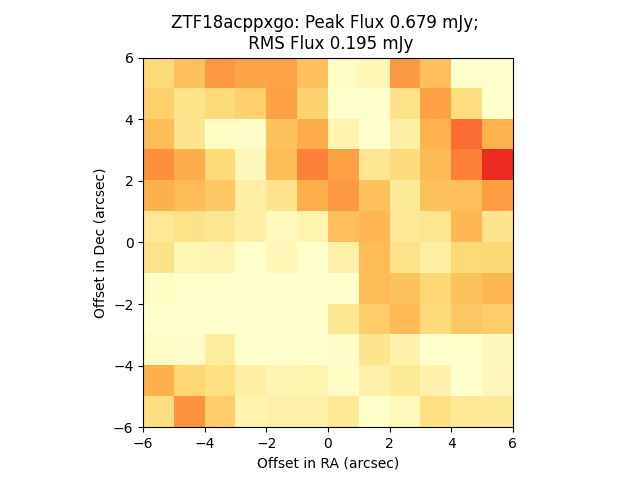 ZTF18acppxgo: Peak Flux 0.679 mJy;
RMS Flux 0.195 mJy
6
4
2
0
−2
−4
−6
Offset in Dec (arcsec)
−6 −4 −2 0 2 4 6
Offset in RA (arcsec)